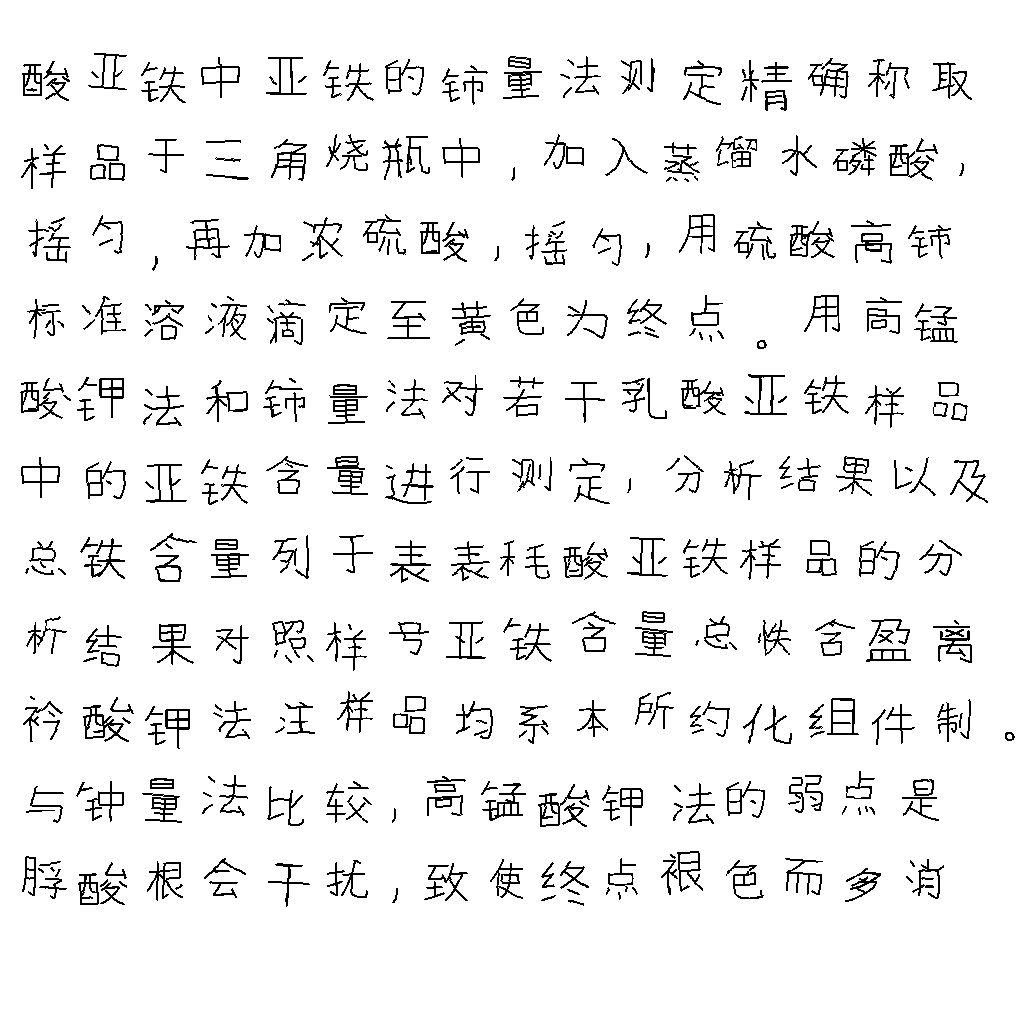 酸亚铁中亚铁的铈量法测定精确称取
样品于三角烧瓶中,加入蒸馏水磷酸,
摇匀,再加浓硫酸,摇匀,用硫酸高铈
标准溶液滴定至黄色为终点。用高锰
酸钾法和铈量法对若干乳酸亚铁样品
中的亚铁含量进行测定,分析结果以及
总铁含量列于表表秏酸亚铁样品的分
析结果对照样号亚铁含量总怢含盈离
衿酸钾法注样品均系本所约化组件制。
与钟量法比较,高锰酸钾法的弱点是
脬酸根会干扰,致使终点褪色而多消